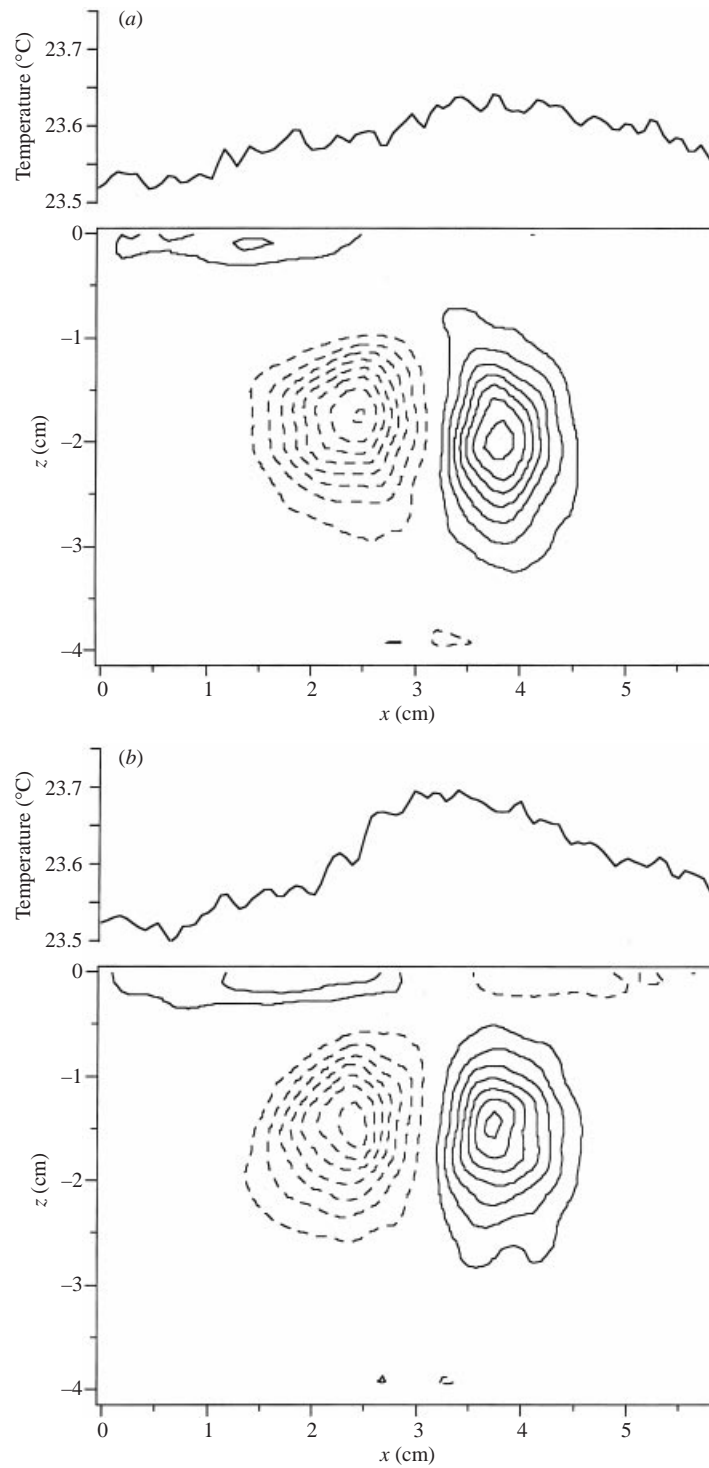 (a)
Temperature (°C)
23.7
23.6
23.5
0
–1
–2
–3
–4
z (cm)
0 1 2 3 4 5
x (cm)
(b)
Temperature (°C)
23.7
23.6
23.5
0
–1
–2
–3
–4
z (cm)
0 1 2 3 4 5
x (cm)